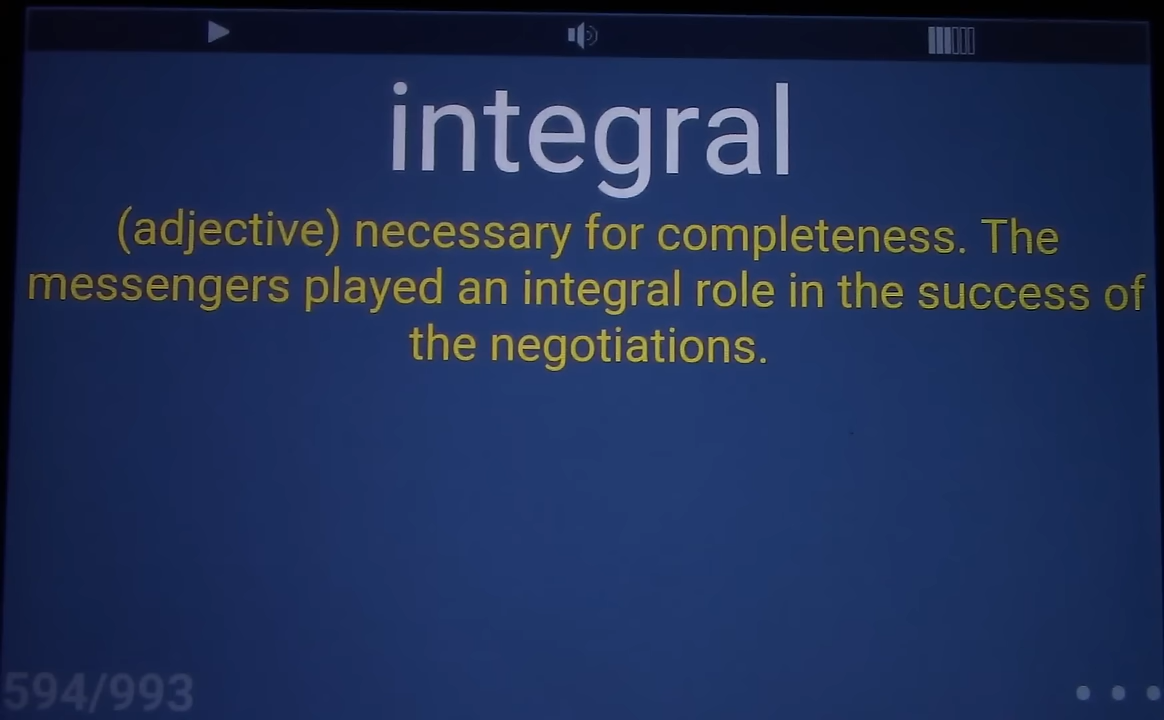 integral
(adjective) necessary for completeness. The
messengers played an integral role in the success of
the negotiations.
594/993